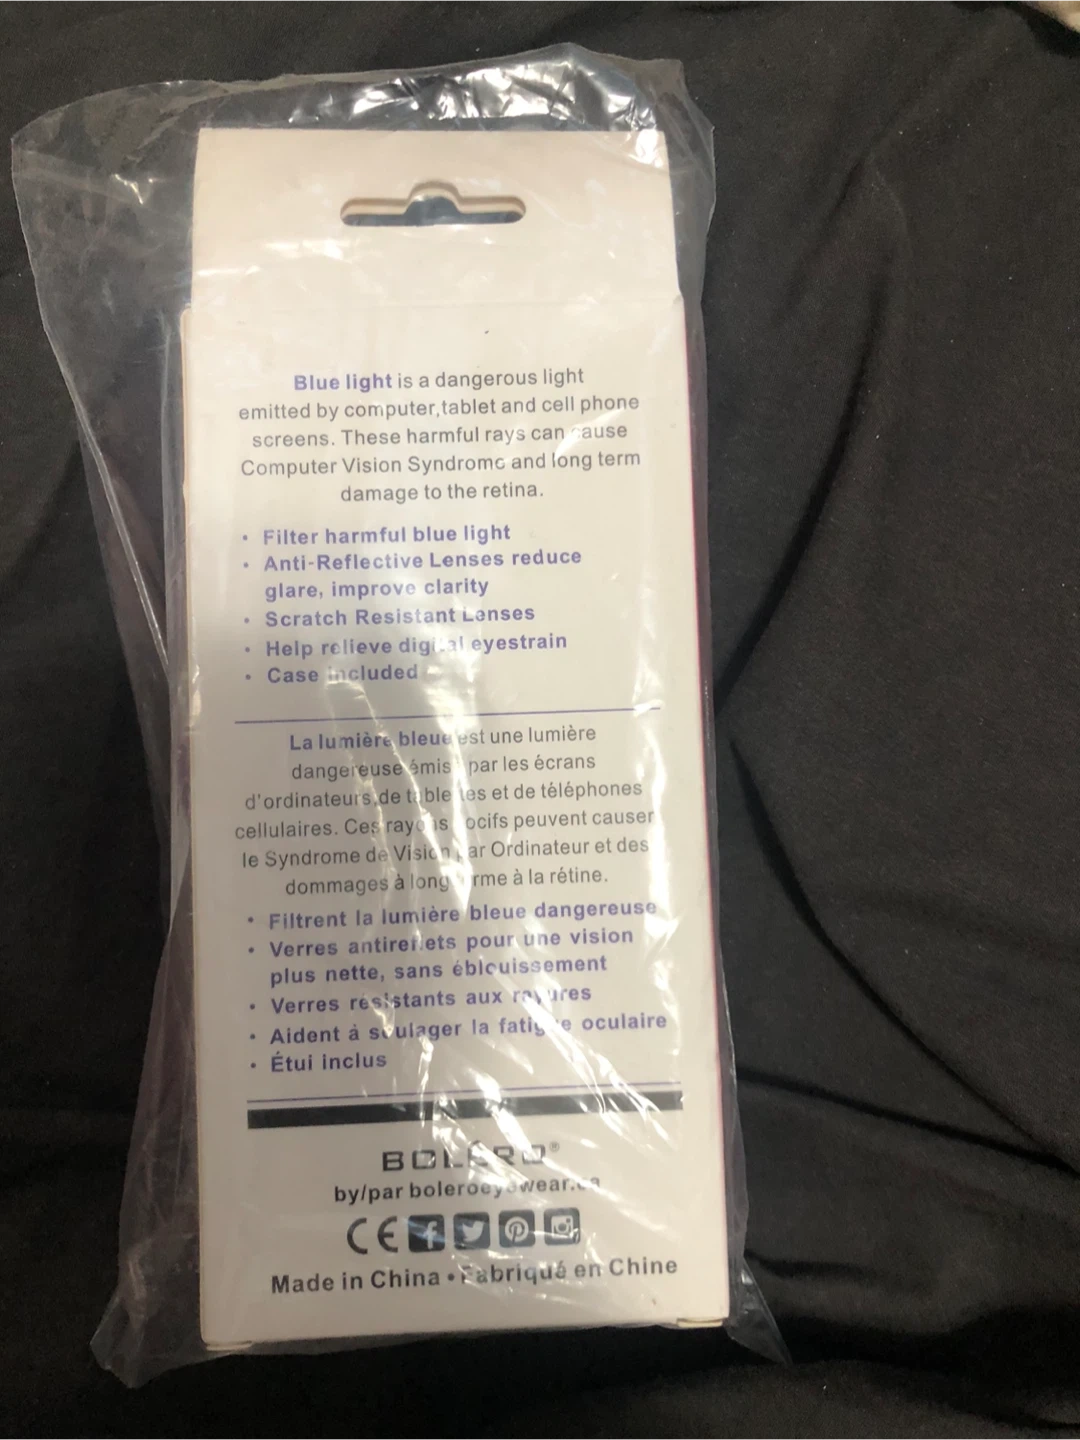 Blue light is a dangerous light
emitted by computer,tablet and cell phone
screens. These harmful rays can cause
Computer Vision Syndrome and long term
damage to the retina.
• Filter harmful blue light
• Anti-Reflective Lenses reduce
glare, improve clarity
• Scratch Resistant Lenses
• Help relieve digital eyestrain
• Case included
La lumière bleue est une lumière
dangereuse émise par les écrans
d'ordinateurs,de tablettes et de téléphones
cellulaires. Ces rayons nocifs peuvent causer
le Syndrome de Vision par Ordinateur et des
dommages à long terme à la rétine.
• Filtrent la lumière bleue dangereuse
• Verres antireflets pour une vision
plus nette, sans éblouissement
• Verres résistants aux rayures
• Aident à soulager la fatigue oculaire
• Étui inclus
BOLÉRO®
by/par boleroeyewear.ca
CE
Made in China • Fabriqué en Chine